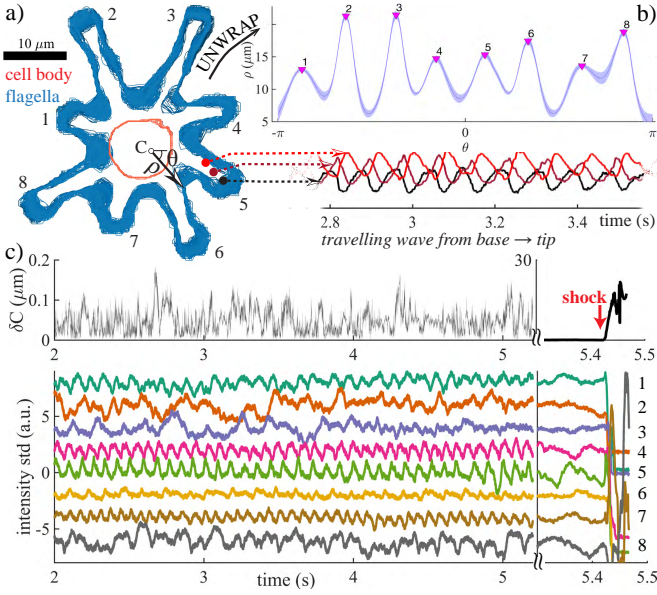 a)
10 μm
cell body
flagella
UNWRAP
1
2
3
4
5
6
7
8
C
θ
ρ
b)
ρ (μm)
20
15
10
5
1
2
3
4
5
6
7
8
-π
0
π
θ
2.8
3
3.2
3.4
time (s)
travelling wave from base → tip
c)
δC (μm)
0.2
0.1
0
2
3
4
5
30
shock
5.4
5.5
intensity std (a.u.)
5
0
-5
1
2
3
4
5
6
7
8
2
3
4
5
5.4
5.5
time (s)